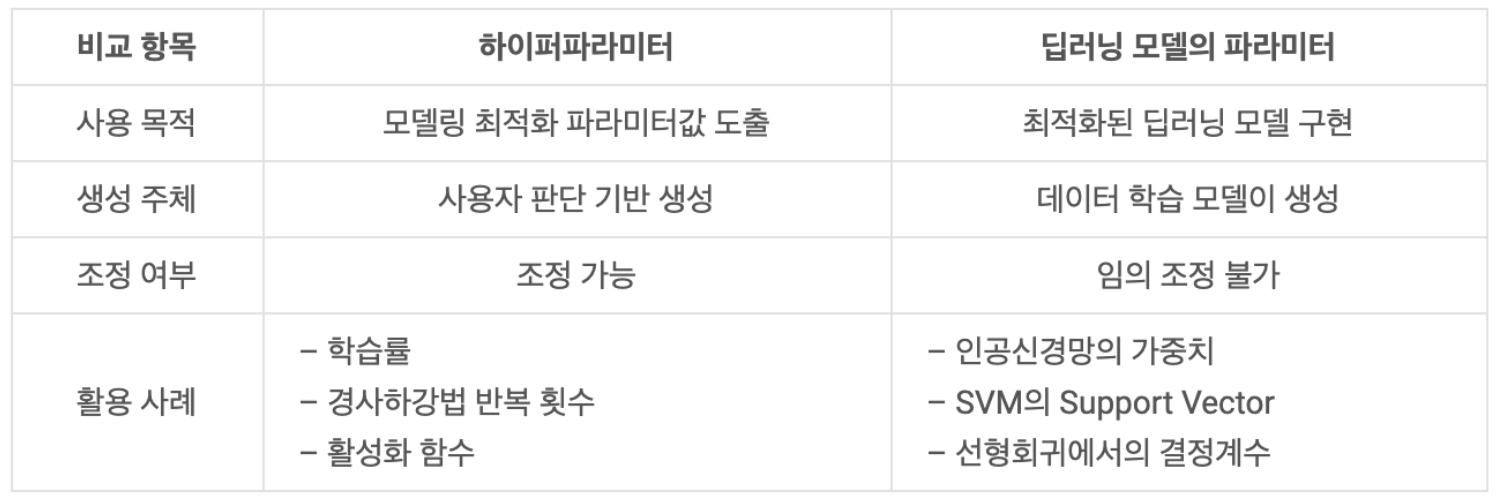 비교 항목 하이퍼파라미터 딥러닝 모델의 파라미터
사용 목적 모델링 최적화 파라미터값 도출 최적화된 딥러닝 모델 구현
생성 주체 사용자 판단 기반 생성 데이터 학습 모델이 생성
조정 여부 조정 가능 임의 조정 불가
활용 사례
– 학습률
– 경사하강법 반복 횟수
– 활성화 함수
– 인공신경망의 가중치
– SVM의 Support Vector
– 선형회귀에서의 결정계수